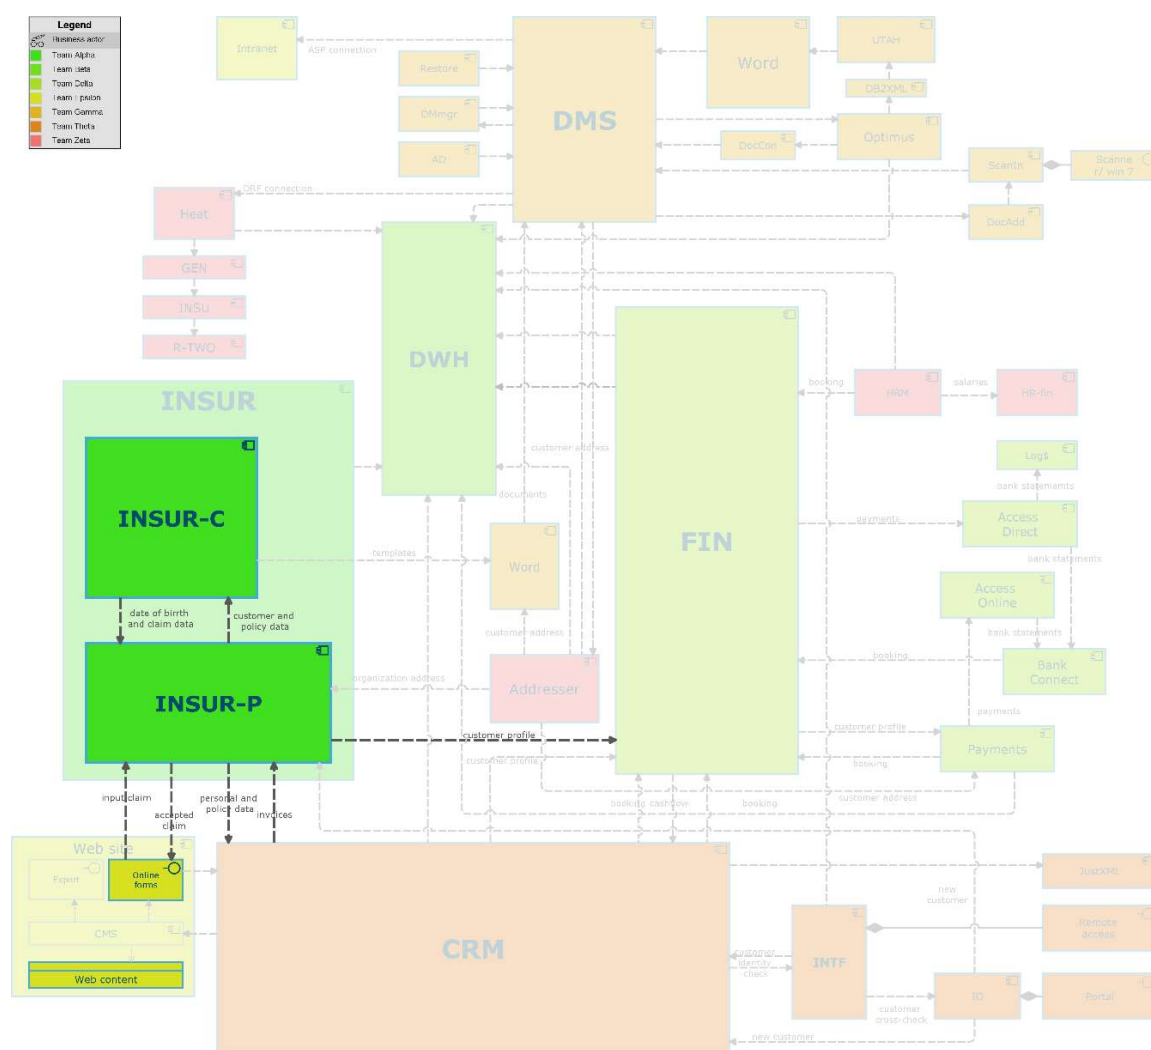 Legend
Business actor
Team Alpha
Team Beta
Team Delta
Team Epsilon
Team Gamma
Team Theta
Team Zeta
Intranet
ASP connection
Restore
DMmgr
AD
DMS
Word
UTAH
DB2XML
Optimus
DocCon
ScanIn
Scanne
r/ win 7
DocAdd
DRF connection
Heat
GEN
INSU
R-TWO
DWH
INSUR
INSUR-C
date of birrth
and claim data
customer and
policy data
INSUR-P
templates
documents
customer address
Word
customer address
Addresser
organization address
customer profile
customer profile
FIN
booking
HRM
salaries
HR-fin
Log$
bank statememts
Access
Direct
payments
bank statements
Access
Online
bank statements
Bank
Connect
booking
payments
customer profile
Payments
booking
customer address
booking cashflow
booking
input claim
accepted
claim
personal and
policy data
invoices
Web site
Export
Online
forms
CMS
Web content
CRM
customer
identity
check
INTF
new
customer
JustXML
Remote
access
IO
Portal
customer
cross-check
new customer